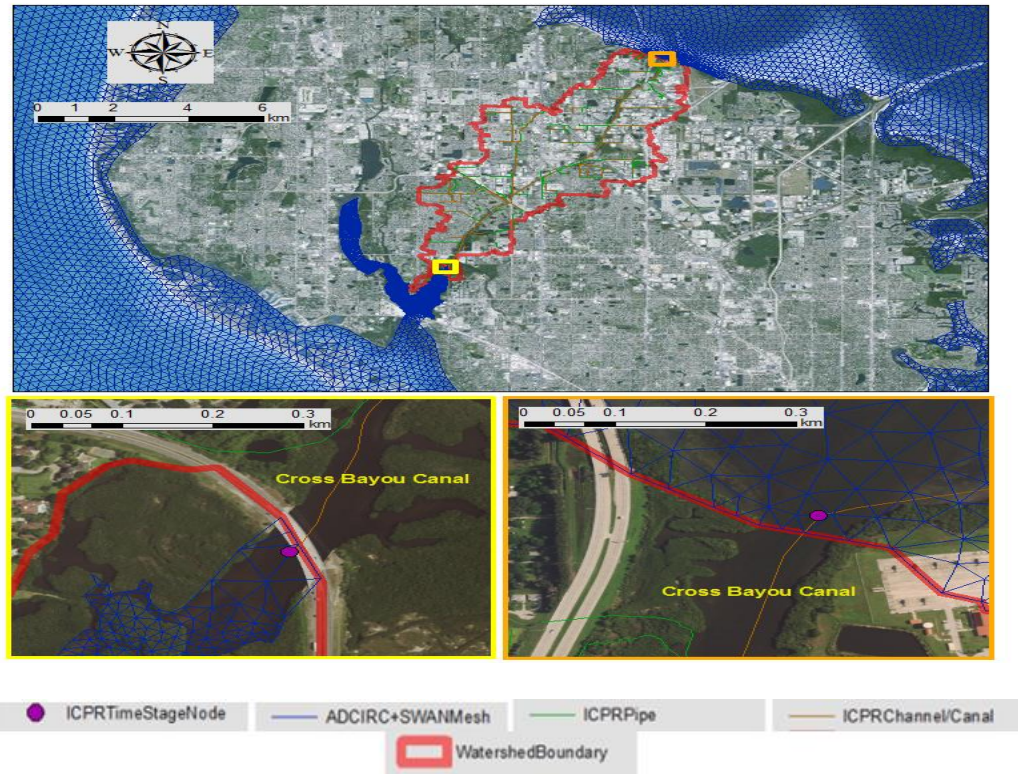 N
W E
S
0 1 2 4 6
km
0 0.05 0.1 0.2 0.3
km
Cross Bayou Canal
0 0.05 0.1 0.2 0.3
km
Cross Bayou Canal
ICPRTimeStageNode
ADCIRC+SWANMesh
ICPRPipe
ICPRChannel/Canal
WatershedBoundary